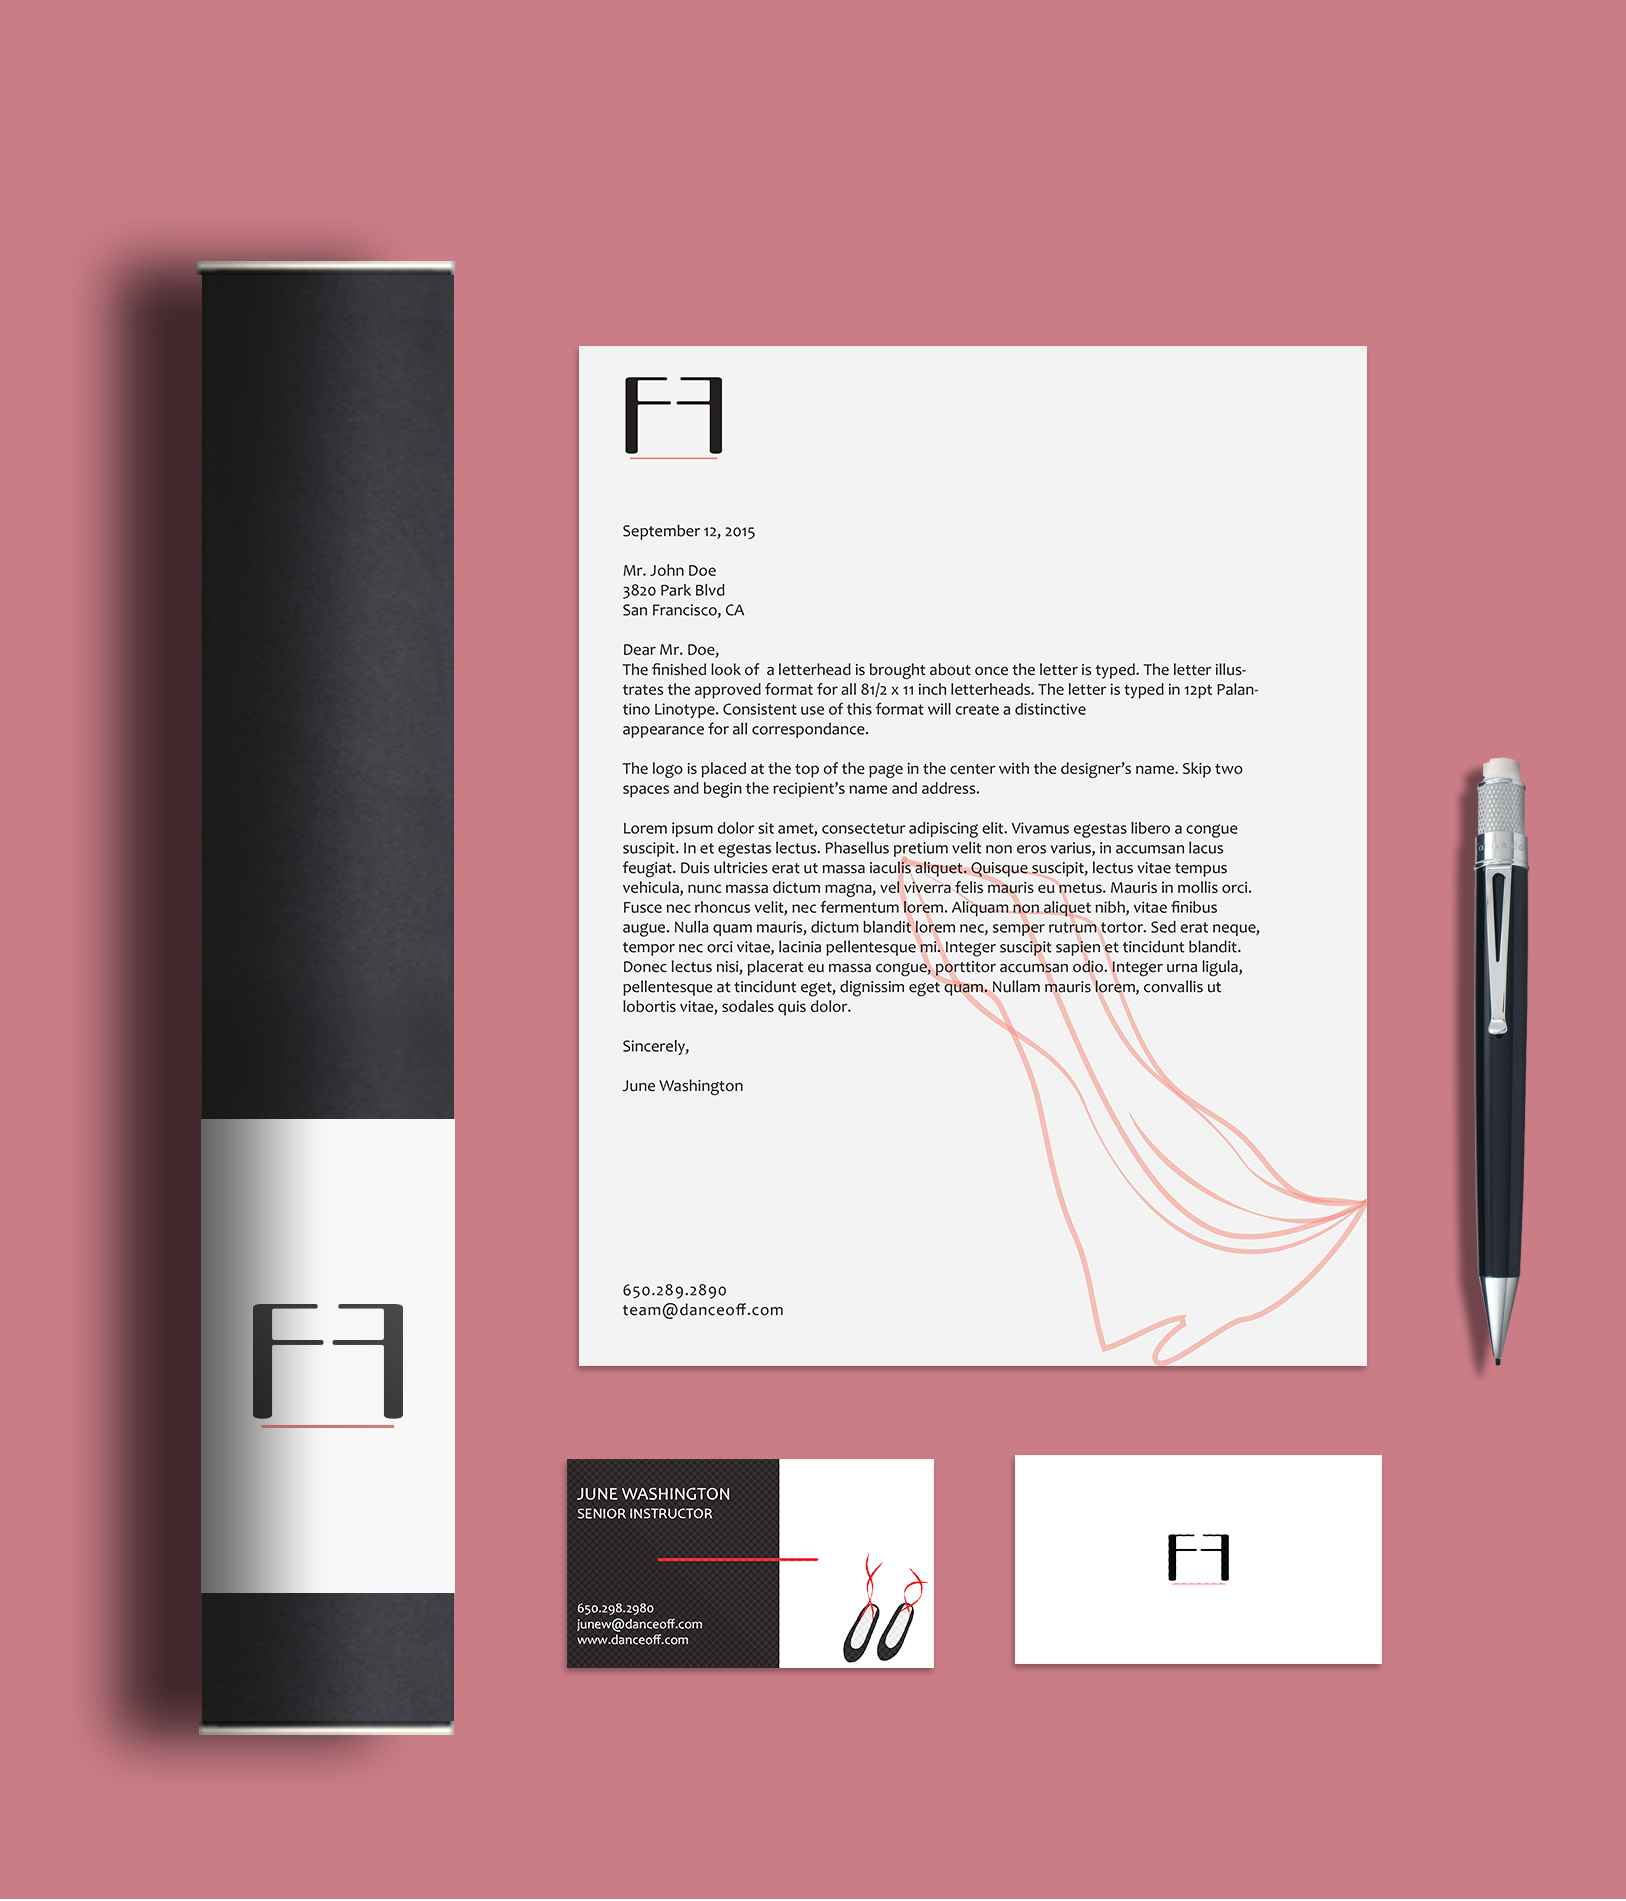 September 12, 2015
Mr. John Doe
3820 Park Blvd
San Francisco, CA
Dear Mr. Doe,
The finished look of  a letterhead is brought about once the letter is typed. The letter illus-
trates the approved format for all 81/2 x 11 inch letterheads. The letter is typed in 12pt Palan-
tino Linotype. Consistent use of this format will create a distinctive
appearance for all correspondance.
The logo is placed at the top of the page in the center with the designer's name. Skip two
spaces and begin the recipient's name and address.
Lorem ipsum dolor sit amet, consectetur adipiscing elit. Vivamus egestas libero a congue
suscipit. In et egestas lectus. Phasellus pretium velit non eros varius, in accumsan lacus
feugiat. Duis ultricies erat ut massa iaculis aliquet. Quisque suscipit, lectus vitae tempus
vehicula, nunc massa dictum magna, vel viverra felis mauris eu metus. Mauris in mollis orci.
Fusce nec rhoncus velit, nec fermentum lorem. Aliquam non aliquet nibh, vitae finibus
augue. Nulla quam mauris, dictum blandit lorem nec, semper rutrum tortor. Sed erat neque,
tempor nec orci vitae, lacinia pellentesque mi. Integer suscipit sapien et tincidunt blandit.
Donec lectus nisi, placerat eu massa congue, porttitor accumsan odio. Integer urna ligula,
pellentesque at tincidunt eget, dignissim eget quam. Nullam mauris lorem, convallis ut
lobortis vitae, sodales quis dolor.
Sincerely,
June Washington
650.289.2890
team@danceoff.com
JUNE WASHINGTON
SENIOR INSTRUCTOR
650.298.2980
junew@danceoff.com
www.danceoff.com